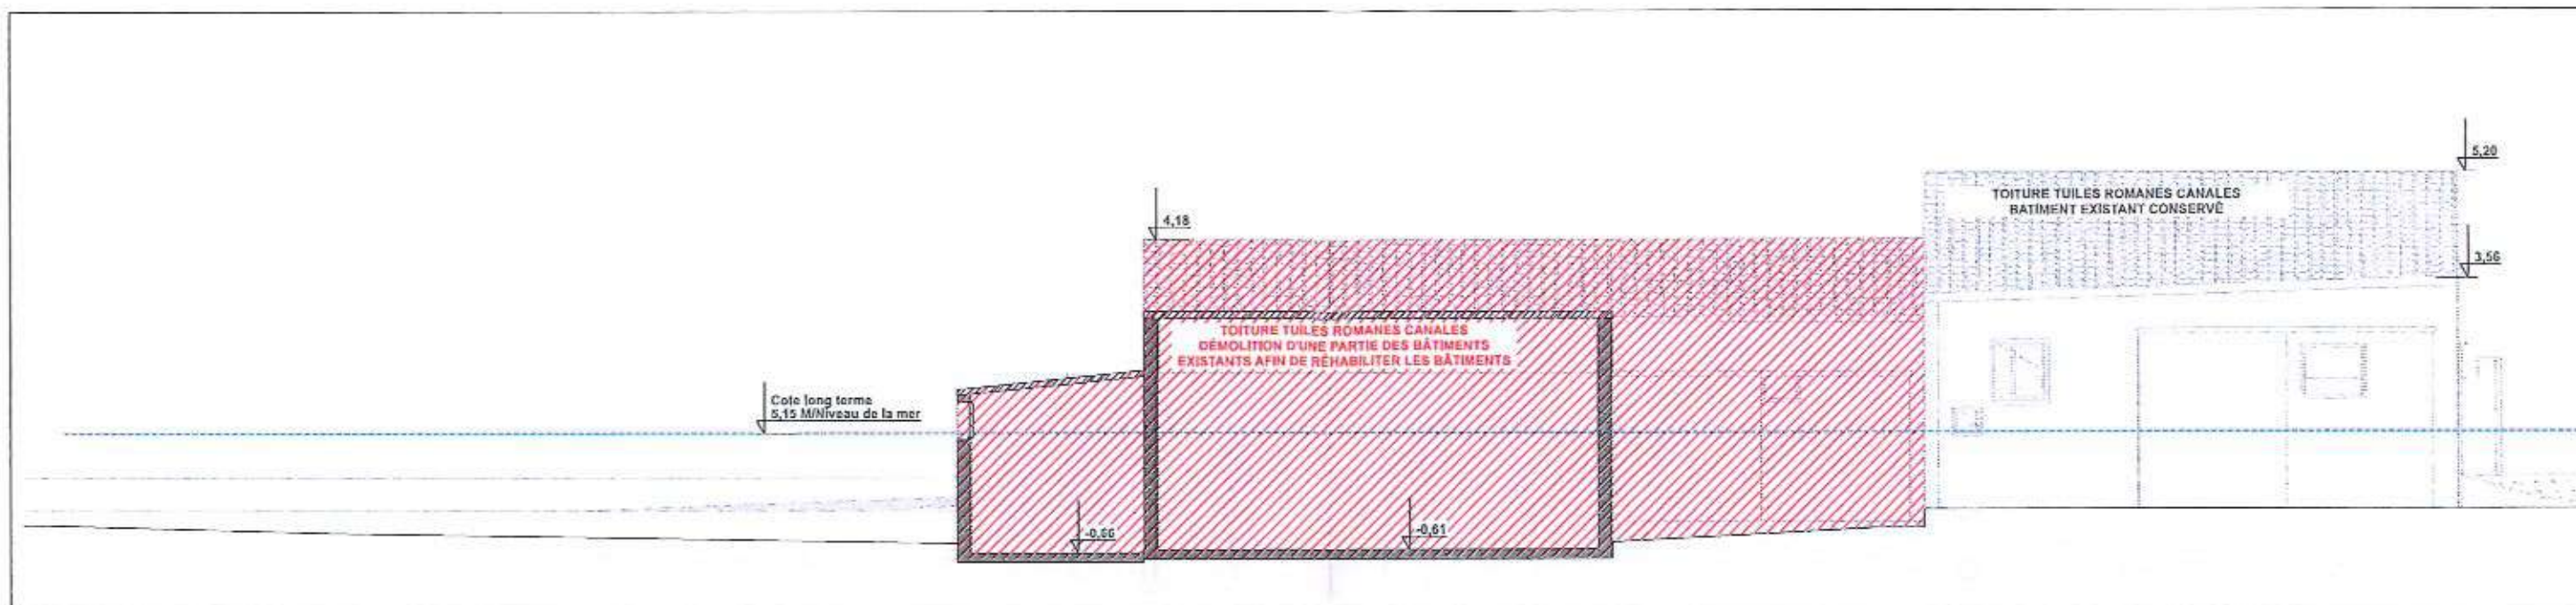 5,20
TOITURE TUILES ROMANES CANALES
BATIMENT EXISTANT CONSERVÉ
4,18
3,56
TOITURE TUILES ROMANES CANALES
DÉMOLITION D'UNE PARTIE DES BÂTIMENTS
EXISTANTS AFIN DE RÉHABILITER LES BÂTIMENTS
Cote long terme
5,15 M/Niveau de la mer
-0,66
-0,61